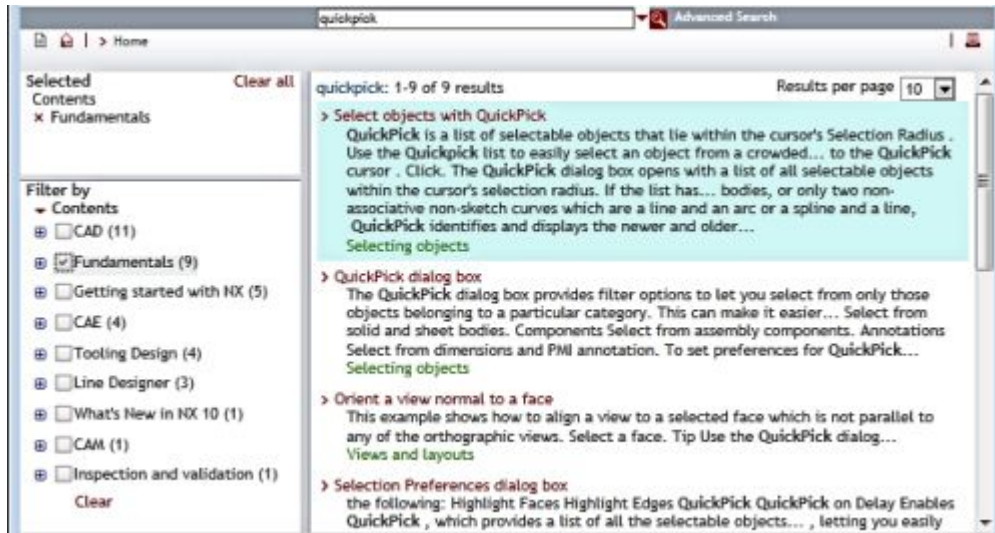 quickpick
Advanced Search
> Home
Selected
Clear all
Contents
× Fundamentals
Filter by
Contents
CAD (11)
Fundamentals (9)
Getting started with NX (5)
CAE (4)
Tooling Design (4)
Line Designer (3)
What's New in NX 10 (1)
CAM (1)
Inspection and validation (1)
Clear
quickpick: 1-9 of 9 results
Results per page 10
> Select objects with QuickPick
QuickPick is a list of selectable objects that lie within the cursor's Selection Radius .
Use the Quickpick list to easily select an object from a crowded... to the QuickPick
cursor . Click. The QuickPick dialog box opens with a list of all selectable objects
within the cursor's selection radius. If the list has... bodies, or only two non-
associative non-sketch curves which are a line and an arc or a spline and a line,
QuickPick identifies and displays the newer and older...
Selecting objects
> QuickPick dialog box
The QuickPick dialog box provides filter options to let you select from only those
objects belonging to a particular category. This can make it easier... Select from
solid and sheet bodies. Components Select from assembly components. Annotations
Select from dimensions and PMI annotation. To set preferences for QuickPick...
Selecting objects
> Orient a view normal to a face
This example shows how to align a view to a selected face which is not parallel to
any of the orthographic views. Select a face. Tip Use the QuickPick dialog...
Views and layouts
> Selection Preferences dialog box
the following: Highlight Faces Highlight Edges QuickPick QuickPick on Delay Enables
QuickPick , which provides a list of all the selectable objects... , letting you easily